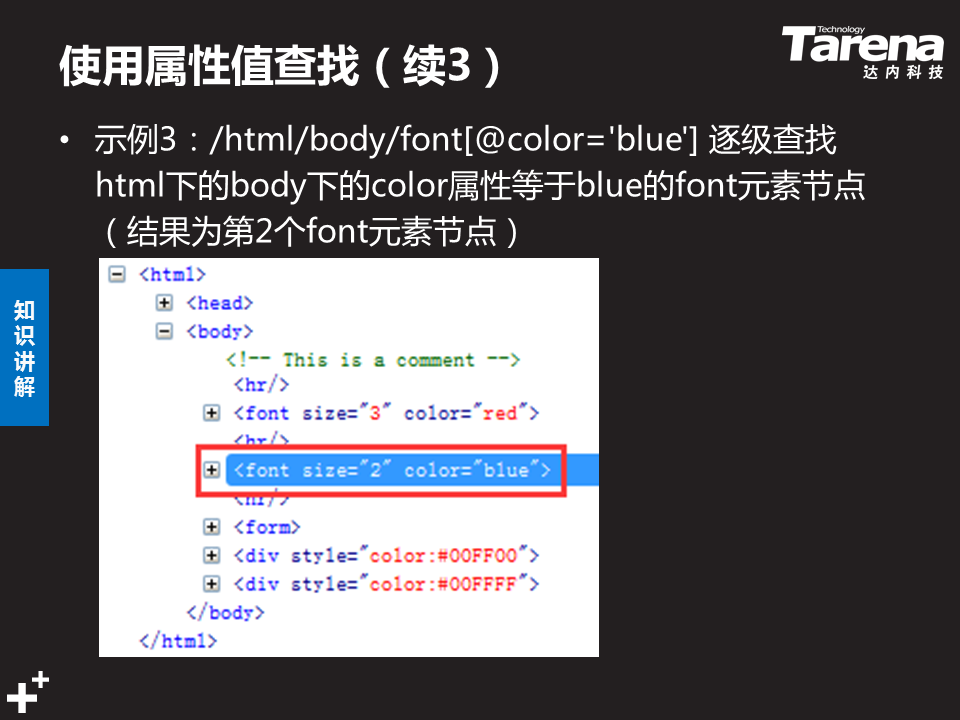 使用属性值查找（续3）
Technology
Tarena
达内科技
• 示例3：/html/body/font[@color='blue'] 逐级查找
html下的body下的color属性等于blue的font元素节点
（结果为第2个font元素节点）
知
识
讲
解
<html>
<head>
<body>
<!-- This is a comment -->
<hr/>
<font size="3" color="red">
<hr/>
<font size="2" color="blue">
<hr/>
<form>
<div style="color:#00FF00">
<div style="color:#00FFFF">
</body>
</html>